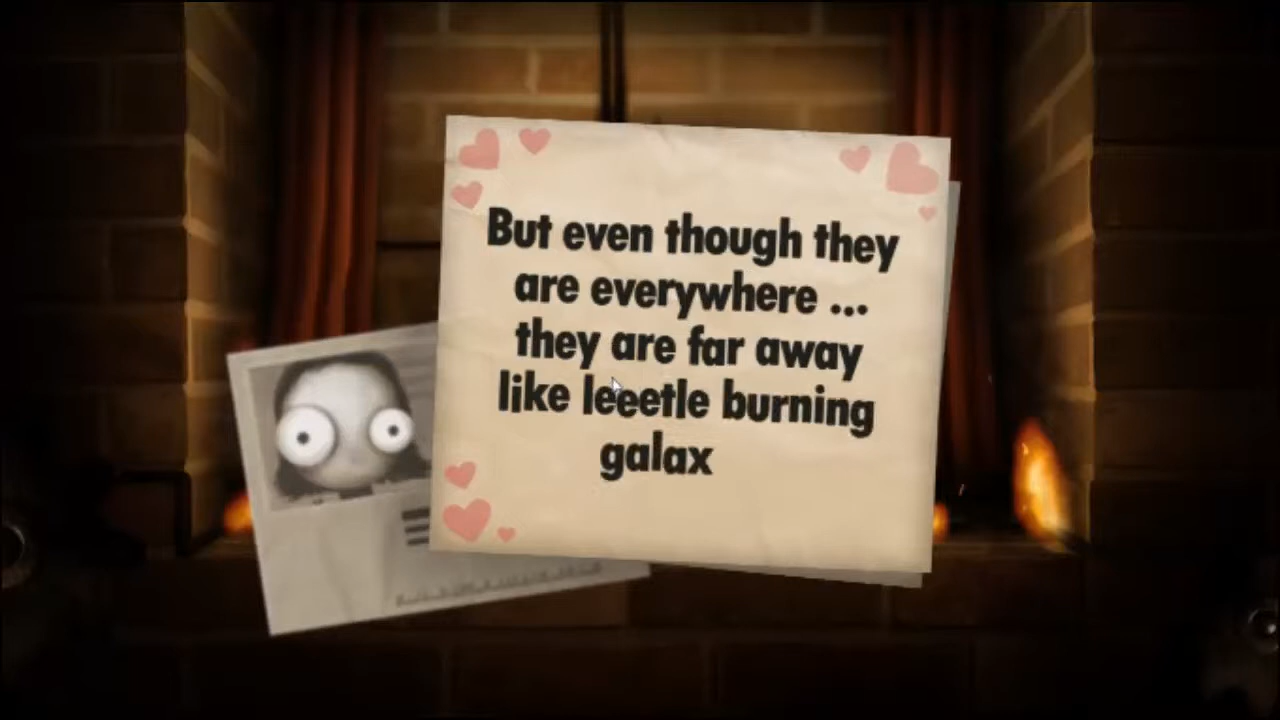 But even though they
are everywhere ...
they are far away
like leeetle burning
galax